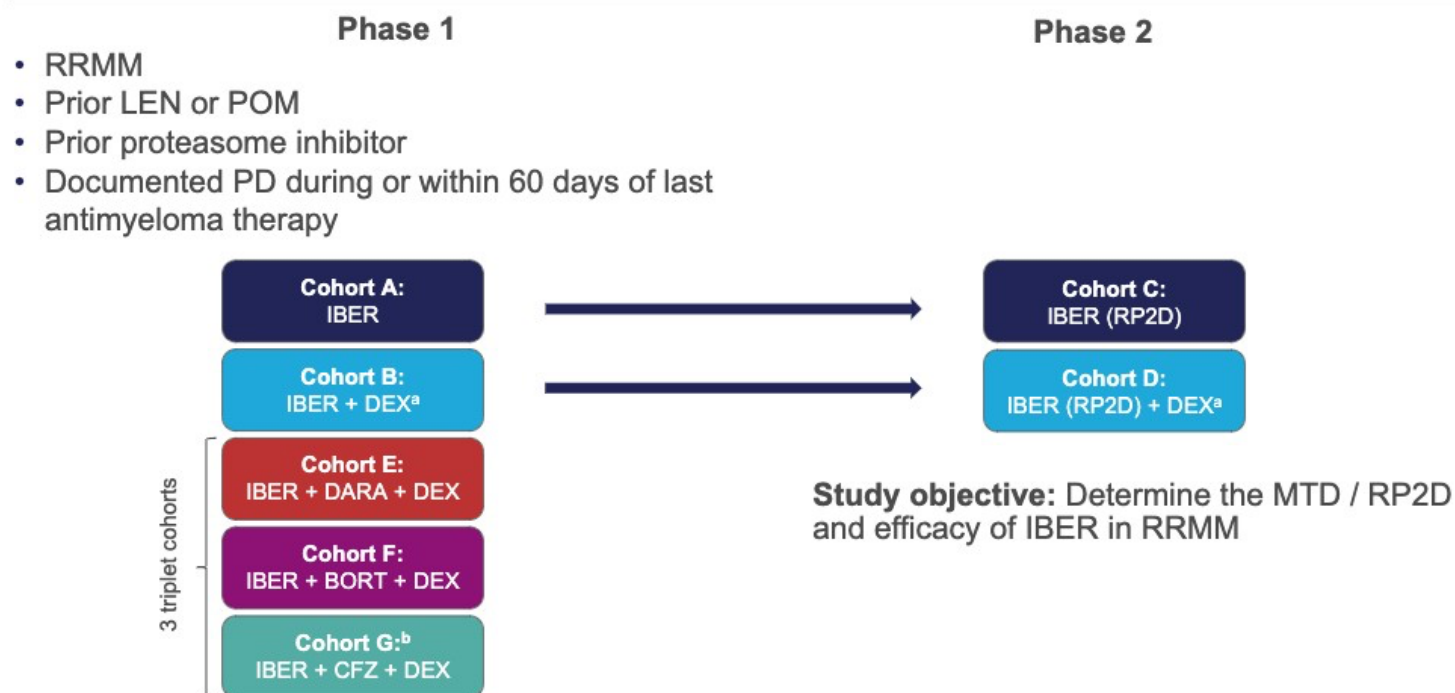 Phase 1
• RRMM
• Prior LEN or POM
• Prior proteasome inhibitor
• Documented PD during or within 60 days of last
antimyeloma therapy
Phase 2
Cohort A:
IBER
Cohort C:
IBER (RP2D)
Cohort B:
IBER + DEXᵃ
Cohort D:
IBER (RP2D) + DEXᵃ
3 triplet cohorts
Cohort E:
IBER + DARA + DEX
Cohort F:
IBER + BORT + DEX
Cohort G:ᵇ
IBER + CFZ + DEX
Study objective: Determine the MTD / RP2D
and efficacy of IBER in RRMM